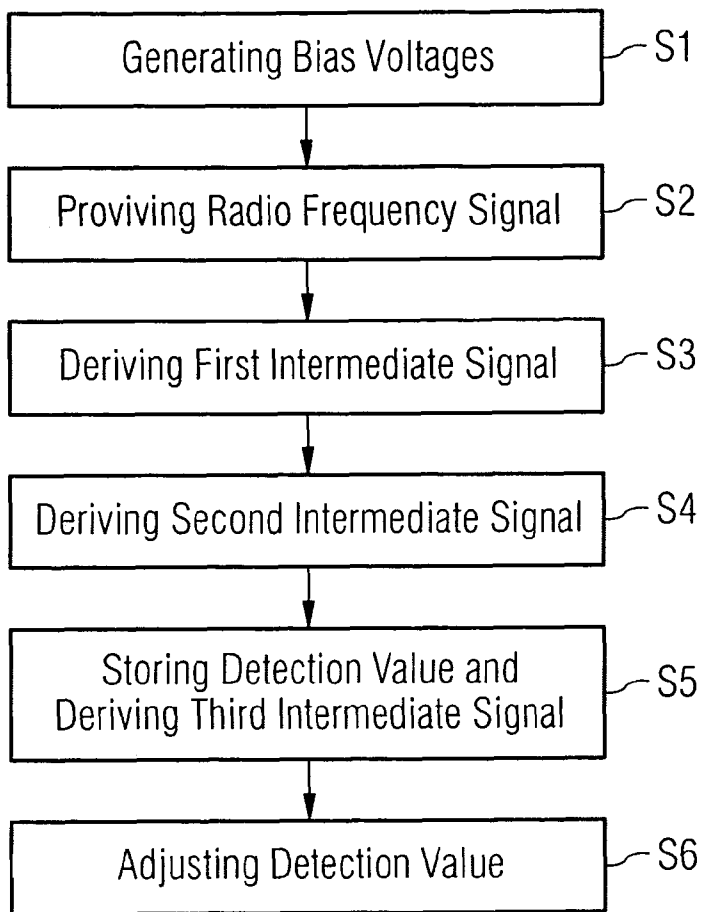 Generating Bias Voltages
S1
Proviving Radio Frequency Signal
S2
Deriving First Intermediate Signal
S3
Deriving Second Intermediate Signal
S4
Storing Detection Value and
Deriving Third Intermediate Signal
S5
Adjusting Detection Value
S6